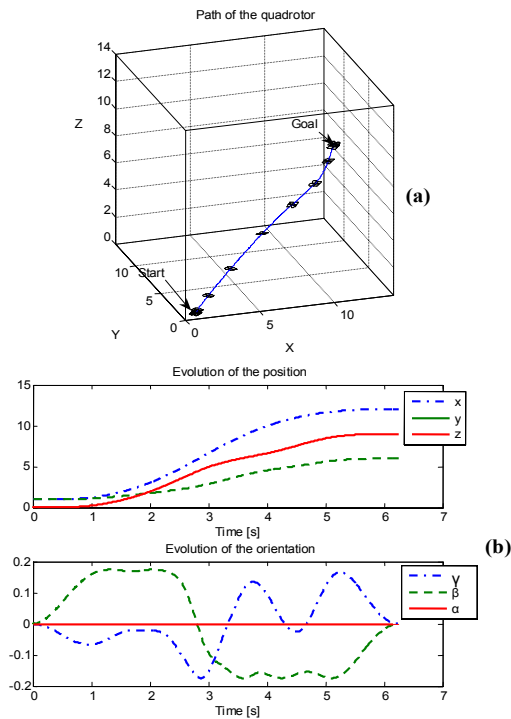 Path of the quadrotor
14
12
10
8
6
4
2
0
Z
Goal
(a)
Start
10
5
0
Y
0
5
10
X
Evolution of the position
15
10
5
0
x
y
z
0 1 2 3 4 5 6 7
Time [s]
(b)
Evolution of the orientation
0.2
0.1
0
-0.1
-0.2
γ
β
α
0 1 2 3 4 5 6 7
Time [s]